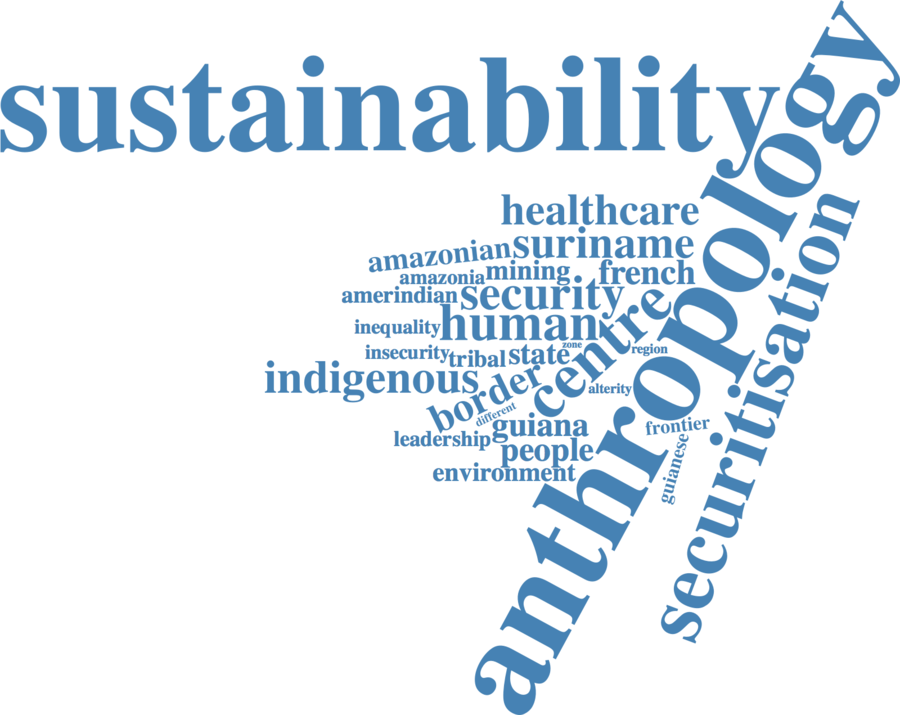 sustainability
anthropology
securitisation
healthcare
suriname
amazonian
mining
french
amazonia
security
amerindian
centre
human
inequality
zone
region
insecurity
tribal
state
indigenous
border
alterity
different
guiana
frontier
leadership
people
guianese
environment